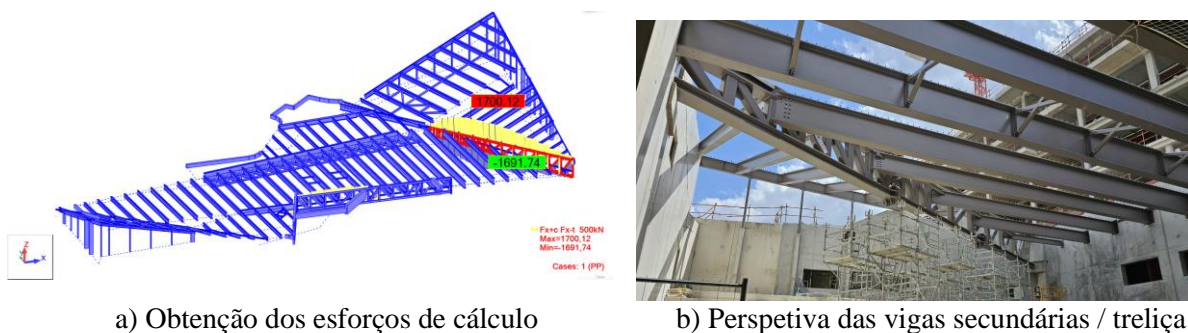 1700,12
-1691.74
Fx+c Fx-t 500kN
Max=1700,12
Min=-1691,74
Cases: 1 (PP)
Z
X
a) Obtenção dos esforços de cálculo
b) Perspetiva das vigas secundárias / treliça